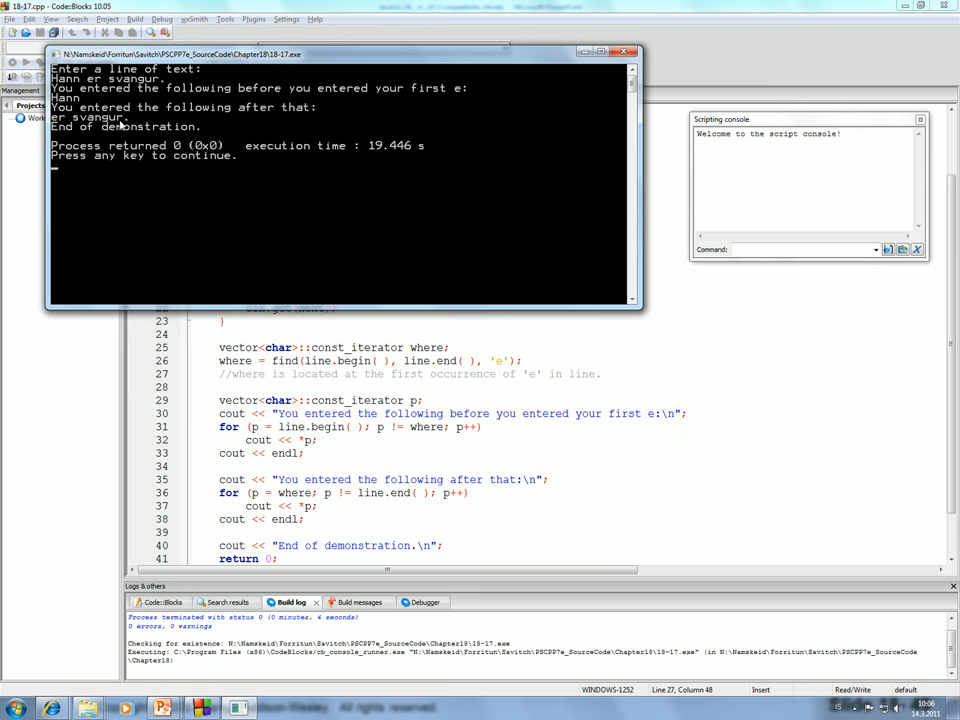 18-17.cpp - Code::Blocks 10.05
File Edit View Search Project Build Debug wxSmith Tools Plugins Settings Help
N:\Namskeid\Forritun\Savitch\PSCPP7e_SourceCode\Chapter18\18-17.exe
Enter a line of text:
Hann er svangur.
You entered the following before you entered your first e:
Hann
You entered the following after that:
er svangur.
End of demonstration.
Process returned 0 (0x0)   execution time : 19.446 s
Press any key to continue.
Management
Projects
Work
Scripting console
Welcome to the script console!
Command:
23 }
24
25 vector<char>::const_iterator where;
26 where = find(line.begin( ), line.end( ), 'e');
27 //where is located at the first occurrence of 'e' in line.
28
29 vector<char>::const_iterator p;
30 cout << "You entered the following before you entered your first e:\n";
31 for (p = line.begin( ); p != where; p++)
32 cout << *p;
33 cout << endl;
34
35 cout << "You entered the following after that:\n";
36 for (p = where; p != line.end( ); p++)
37 cout << *p;
38 cout << endl;
39
40 cout << "End of demonstration.\n";
41 return 0;
Logs & others
Code::Blocks Search results Build log Build messages Debugger
Process terminated with status 0 (0 minutes, 4 seconds)
0 errors, 0 warnings
Checking for existence: N:\Namskeid\Forritun\Savitch\PSCPP7e_SourceCode\Chapter18\18-17.exe
Executing: C:\Program Files (x86)\CodeBlocks/cb_console_runner.exe "N:\Namskeid\Forritun\Savitch\PSCPP7e_SourceCode\Chapter18\18-17.exe" (in N:\Namskeid\Forritun\Savitch\PSCPP7e_SourceCode
\Chapter18)
WINDOWS-1252 Line 27, Column 48 Insert Read/Write default
IS 10:06
14.3.2011